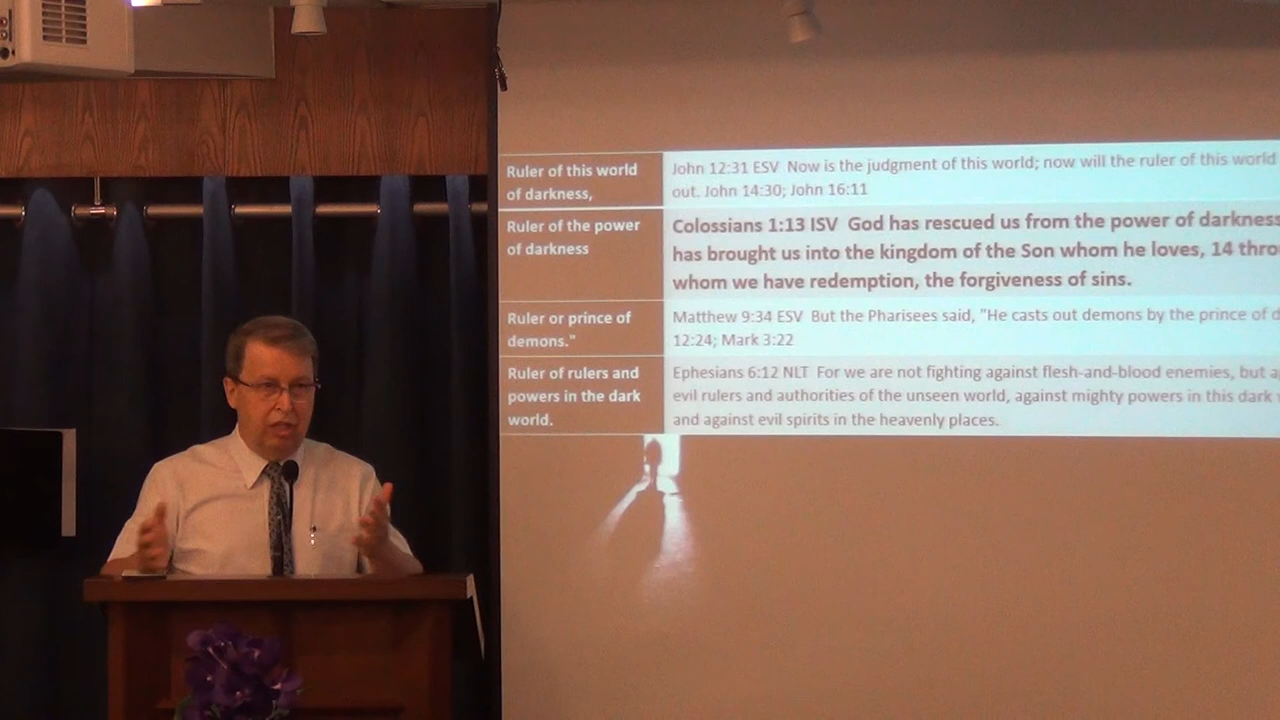 Ruler of this world
of darkness,
John 12:31 ESV Now is the judgment of this world; now will the ruler of this world
out. John 14:30; John 16:11
Ruler of the power
of darkness
Colossians 1:13 ISV God has rescued us from the power of darkness
has brought us into the kingdom of the Son whom he loves, 14 thro
whom we have redemption, the forgiveness of sins.
Ruler or prince of
demons."
Matthew 9:34 ESV But the Pharisees said, "He casts out demons by the prince of d
12:24; Mark 3:22
Ruler of rulers and
powers in the dark
world.
Ephesians 6:12 NLT For we are not fighting against flesh-and-blood enemies, but a
evil rulers and authorities of the unseen world, against mighty powers in this dark
and against evil spirits in the heavenly places.